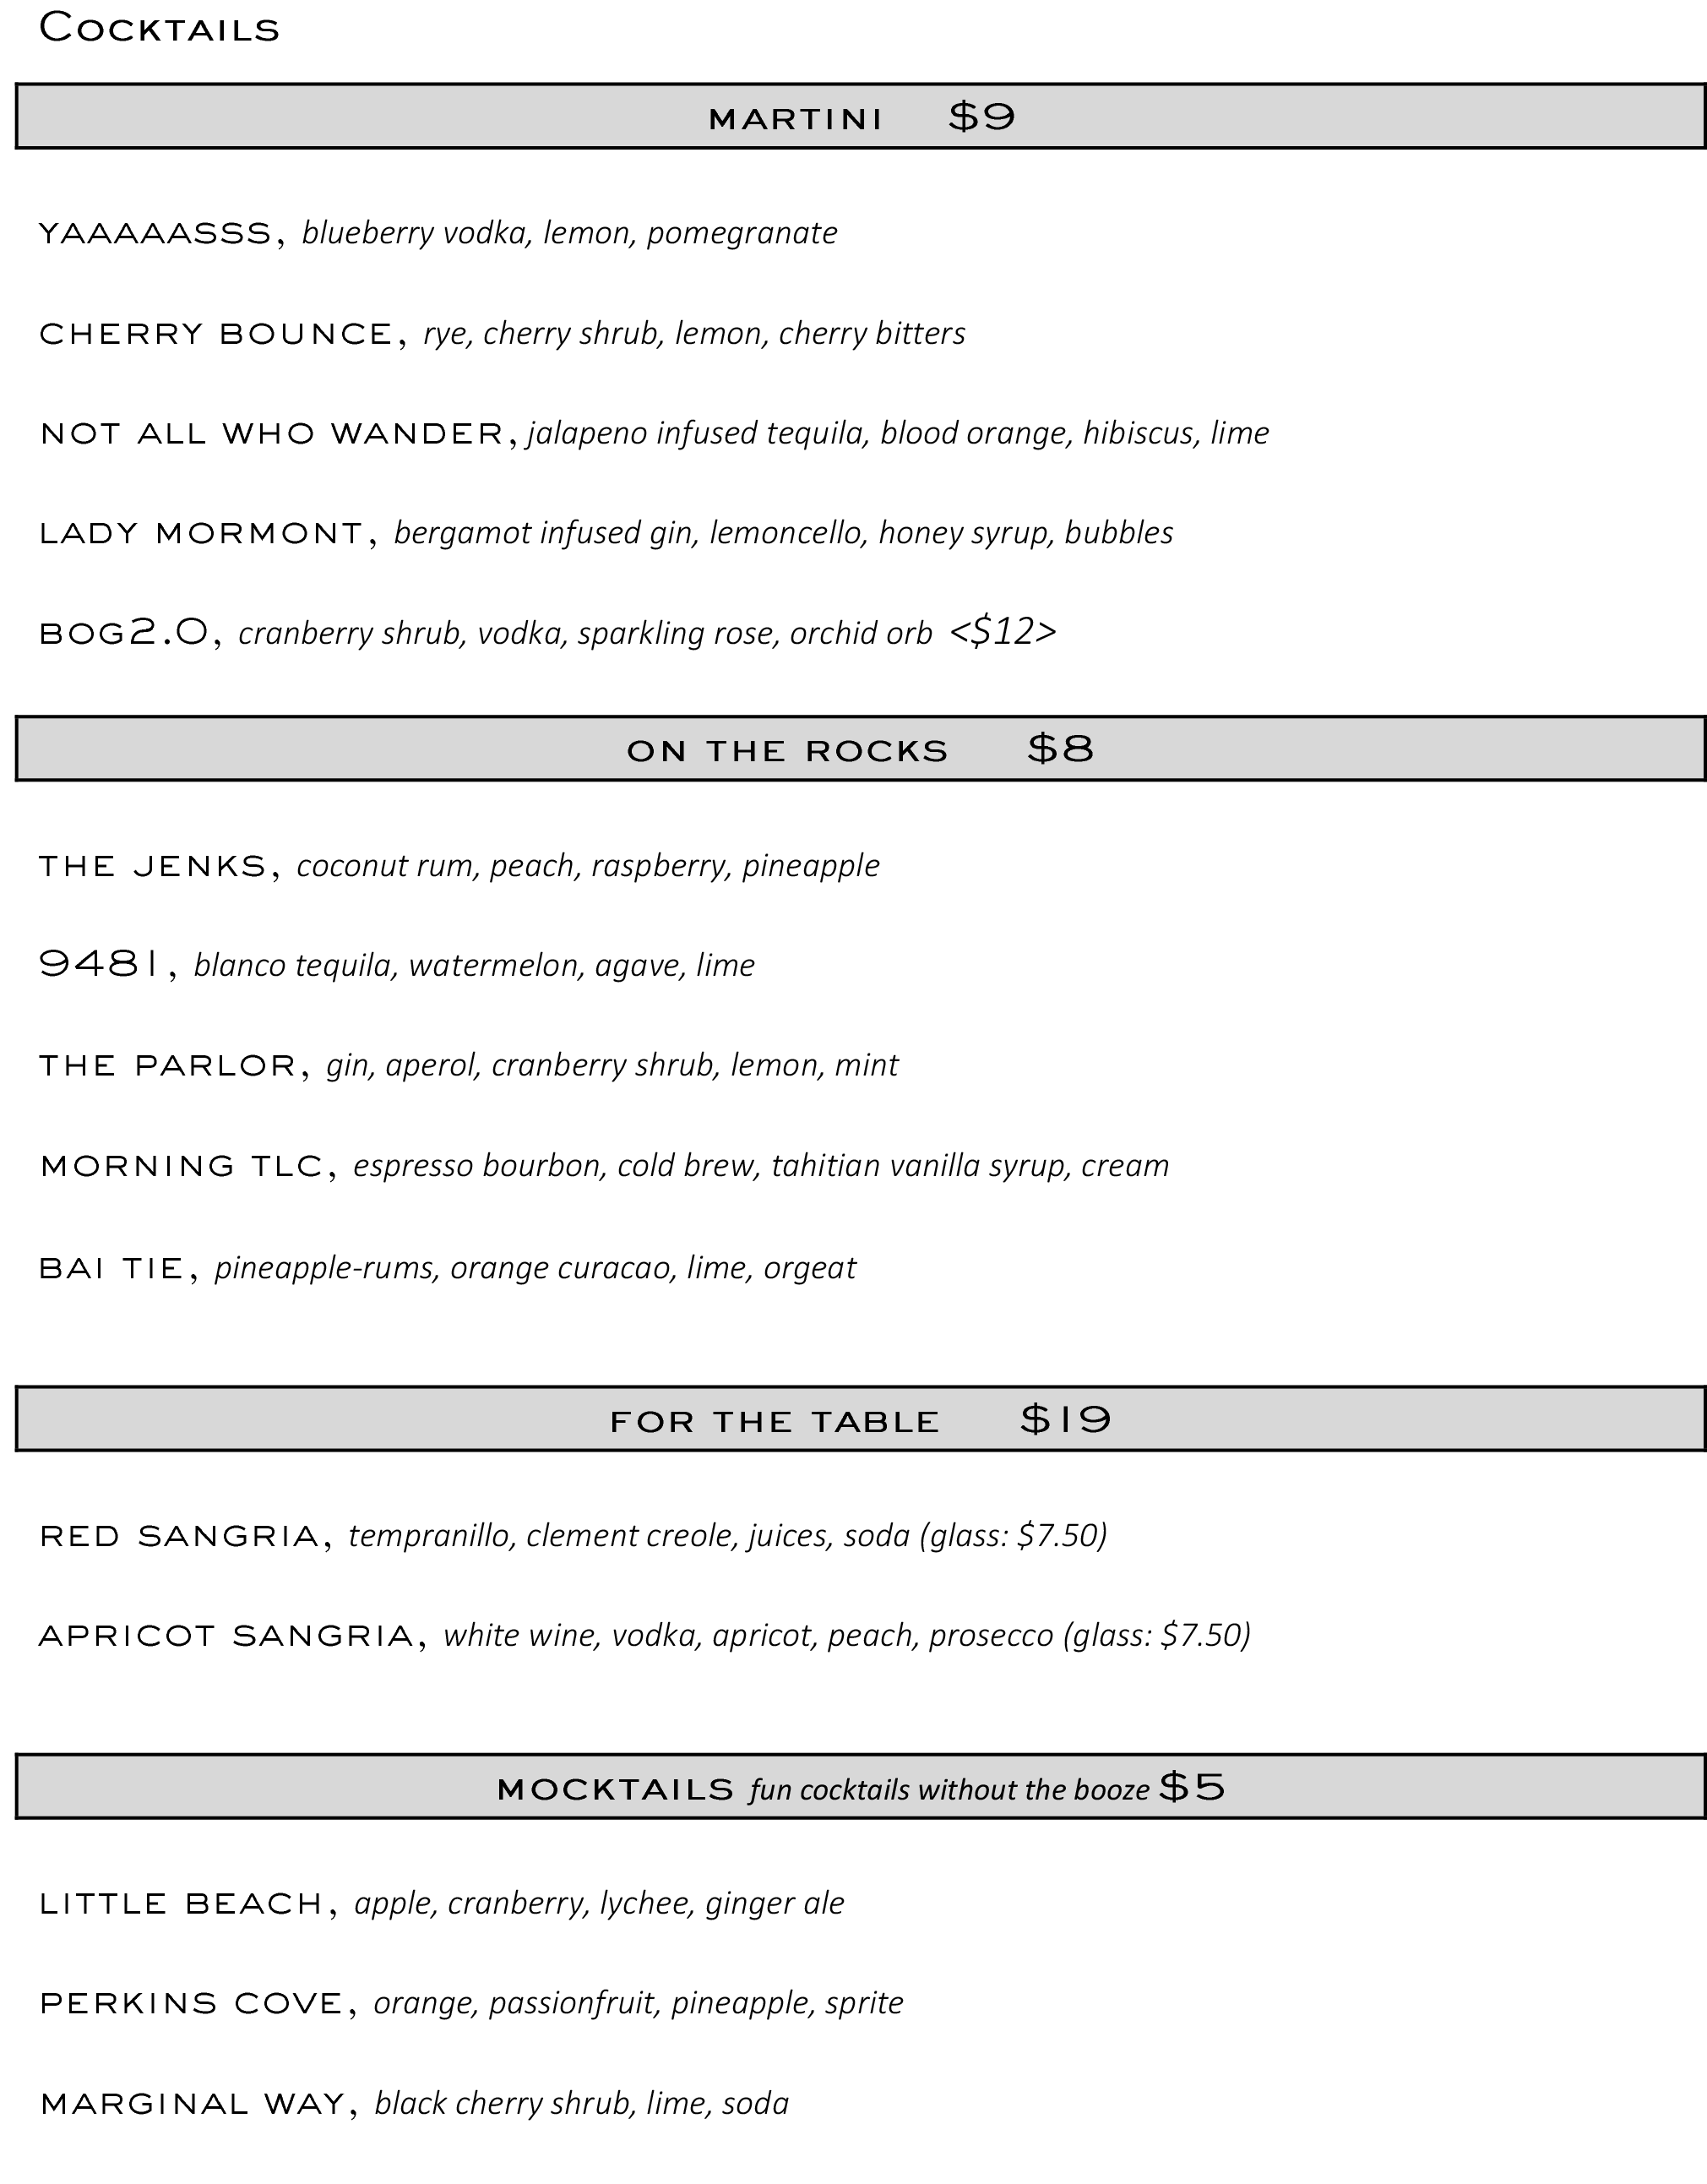 Cocktails
MARTINI $9
YAAAAASSS, blueberry vodka, lemon, pomegranate
CHERRY BOUNCE, rye, cherry shrub, lemon, cherry bitters
NOT ALL WHO WANDER, jalapeno infused tequila, blood orange, hibiscus, lime
LADY MORMONT, bergamot infused gin, lemoncello, honey syrup, bubbles
BOG2.0, cranberry shrub, vodka, sparkling rose, orchid orb <$12>
ON THE ROCKS $8
THE JENKS, coconut rum, peach, raspberry, pineapple
9481, blanco tequila, watermelon, agave, lime
THE PARLOR, gin, aperol, cranberry shrub, lemon, mint
MORNING TLC, espresso bourbon, cold brew, tahitian vanilla syrup, cream
BAI TIE, pineapple-rums, orange curacao, lime, orgeat
FOR THE TABLE $19
RED SANGRIA, tempranillo, clement creole, juices, soda (glass: $7.50)
APRICOT SANGRIA, white wine, vodka, apricot, peach, prosecco (glass: $7.50)
MOCKTAILS fun cocktails without the booze $5
LITTLE BEACH, apple, cranberry, lychee, ginger ale
PERKINS COVE, orange, passionfruit, pineapple, sprite
MARGINAL WAY, black cherry shrub, lime, soda